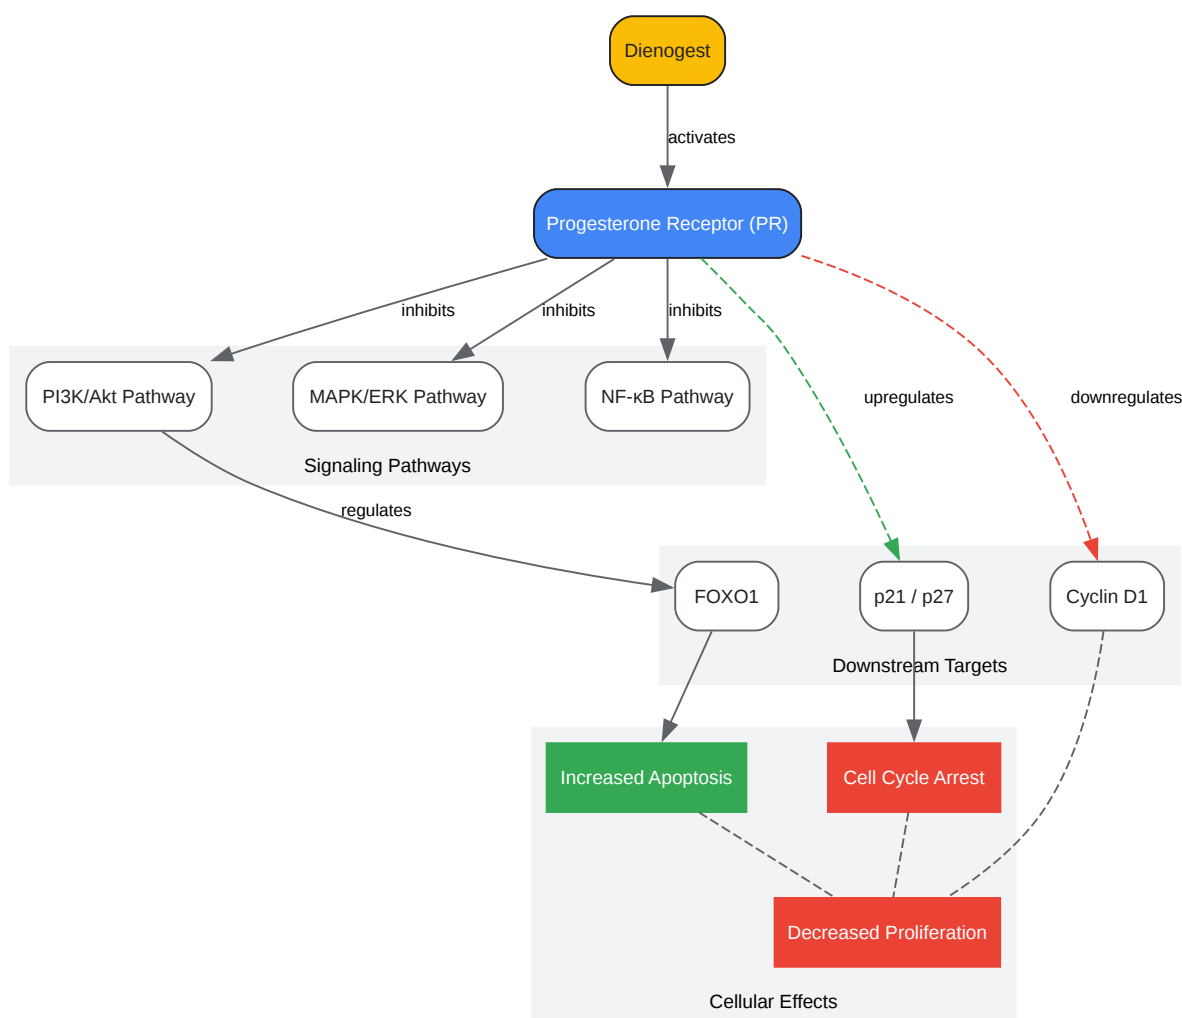 Dienogest
activates
Progesterone Receptor (PR)
inhibits
inhibits
inhibits
PI3K/Akt Pathway
MAPK/ERK Pathway
NF-κB Pathway
upregulates
downregulates
Signaling Pathways
regulates
FOXO1
p21 / p27
Cyclin D1
Downstream Targets
Increased Apoptosis
Cell Cycle Arrest
Decreased Proliferation
Cellular Effects